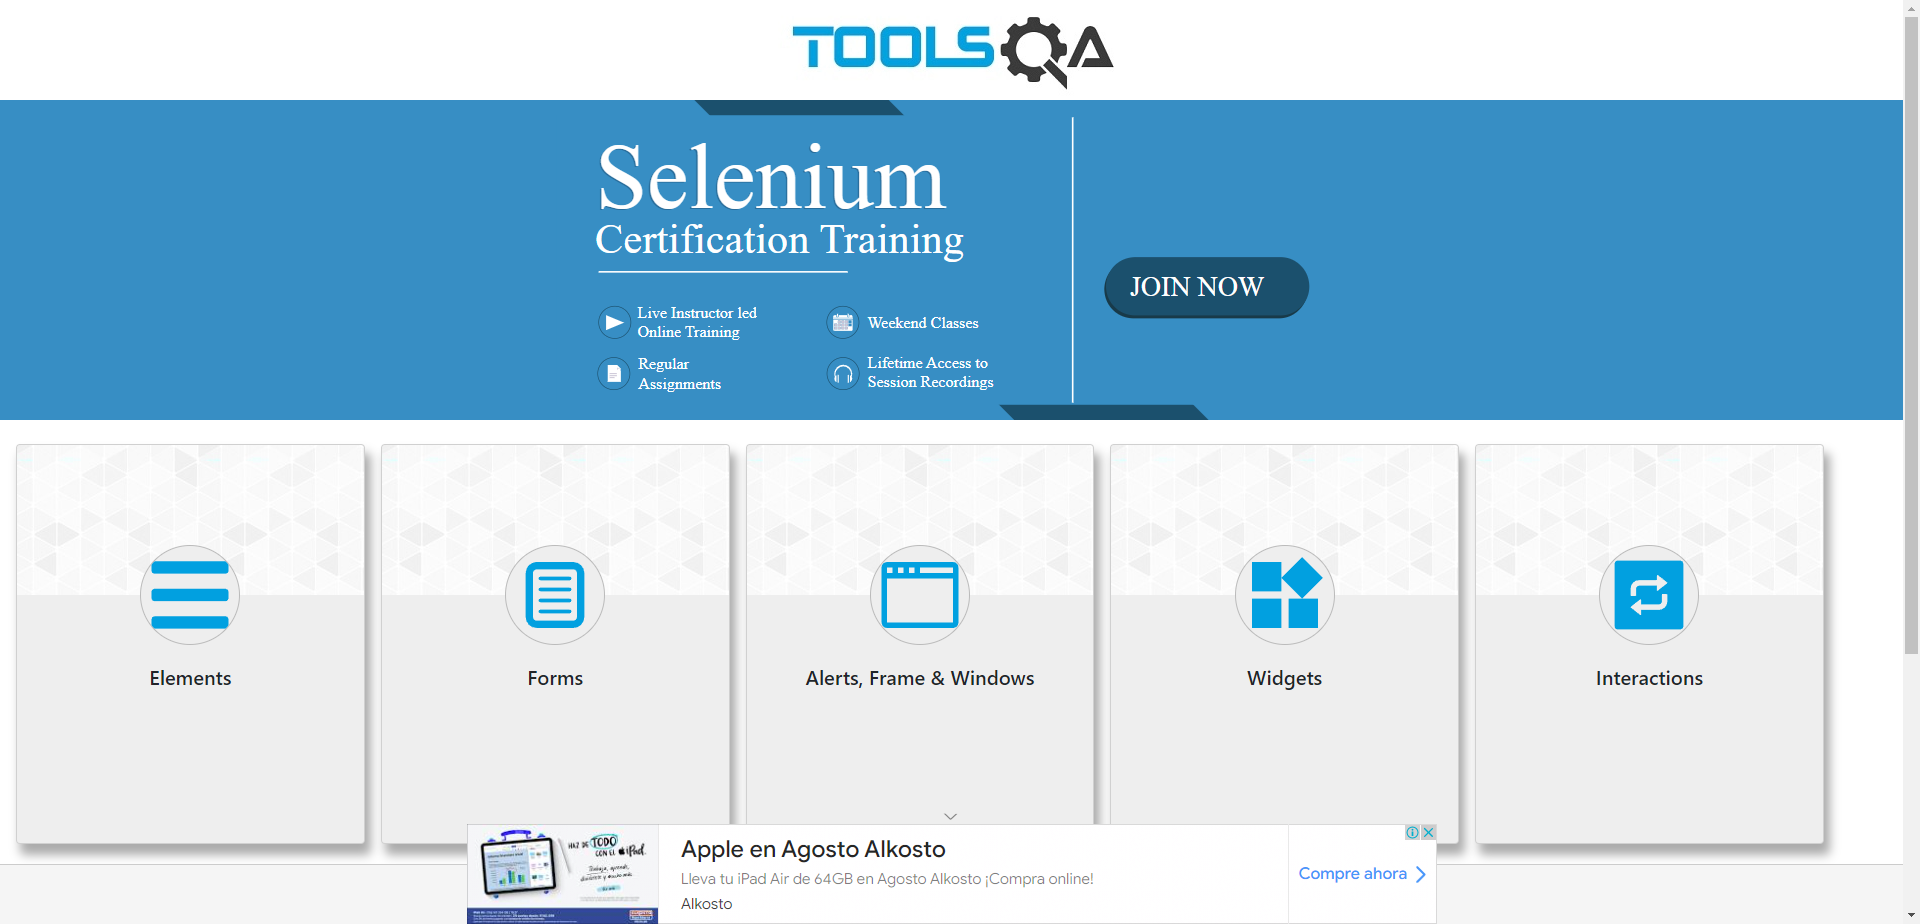 TOOLSQA
Selenium
Certification Training
Live Instructor led
Online Training
Weekend Classes
Regular
Assignments
Lifetime Access to
Session Recordings
JOIN NOW
Elements
Forms
Alerts, Frame & Windows
Widgets
Interactions
HAZ DE TODO
CON EL iPad.
Apple en Agosto Alkosto
Lleva tu iPad Air de 64GB en Agosto Alkosto ¡Compra online!
Alkosto
Compre ahora